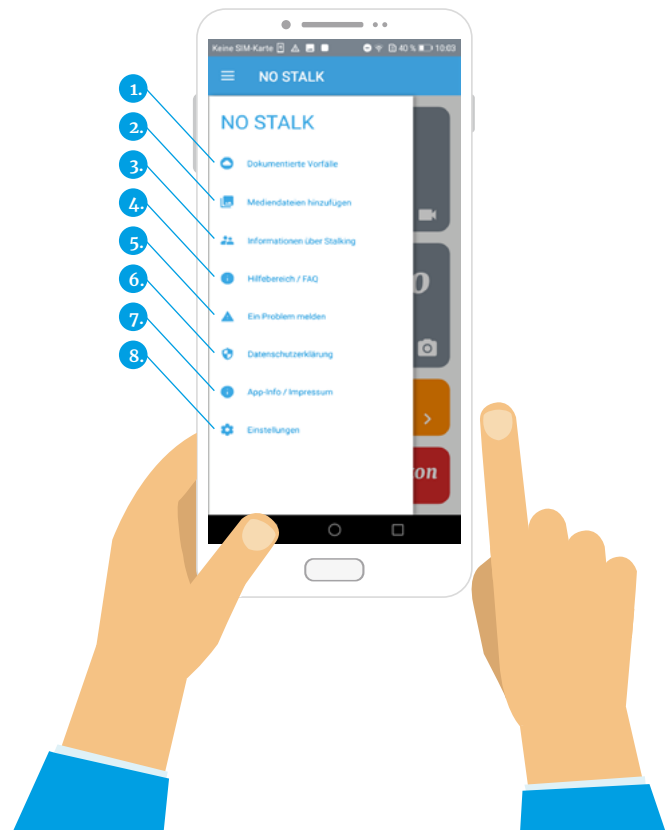 Keine SIM-Karte 40 % 10:03
NO STALK
NO STALK
1. Dokumentierte Vorfälle
2. Mediendateien hinzufügen
3. Informationen über Stalking
4. Hilfebereich / FAQ
5. Ein Problem melden
6. Datenschutzerklärung
7. App-Info / Impressum
8. Einstellungen
o
on